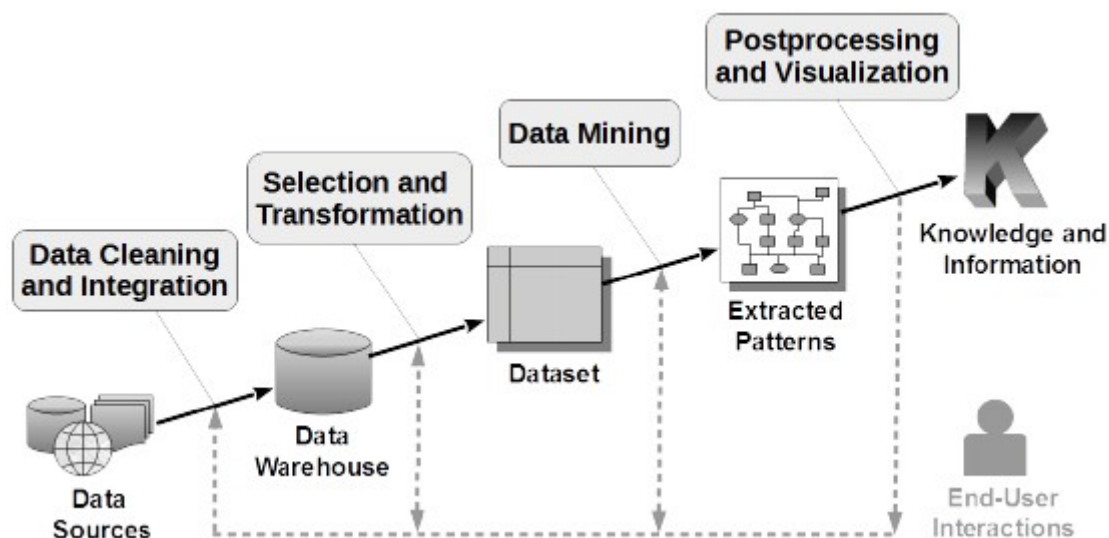 Postprocessing
and Visualization
Data Mining
Selection and
Transformation
Data Cleaning
and Integration
Knowledge and
Information
Extracted
Patterns
Dataset
Data
Warehouse
Data
Sources
End-User
Interactions